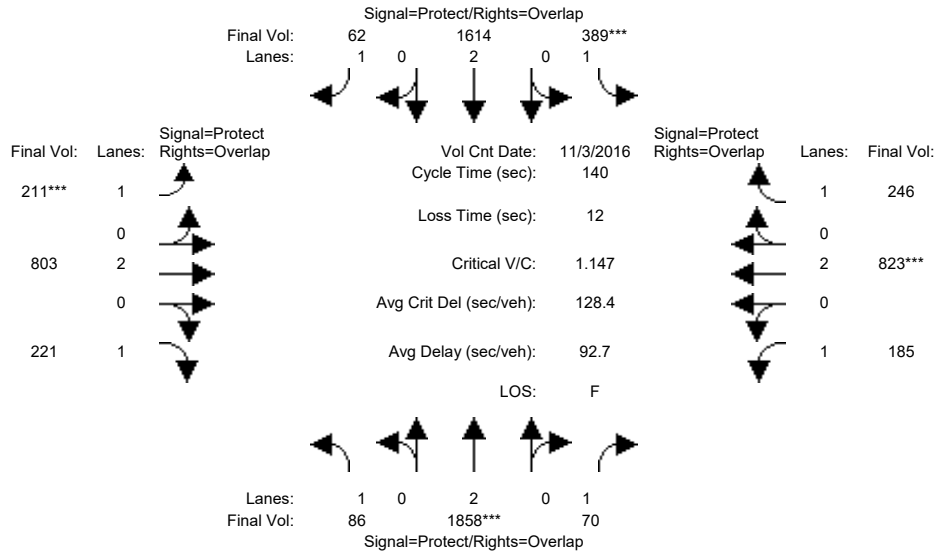 Signal=Protect/Rights=Overlap
Final Vol: 62 1614 389***
Lanes: 1 0 2 0 1
Signal=Protect Signal=Protect
Final Vol: Lanes: Rights=Overlap Vol Cnt Date: 11/3/2016 Rights=Overlap Lanes: Final Vol:
Cycle Time (sec): 140
211*** 1 1 246
Loss Time (sec): 12
0 0
803 2 Critical V/C: 1.147 2 823***
0 Avg Crit Del (sec/veh): 128.4 0
221 1 Avg Delay (sec/veh): 92.7 1 185
LOS: F
Lanes: 1 0 2 0 1
Final Vol: 86 1858*** 70
Signal=Protect/Rights=Overlap